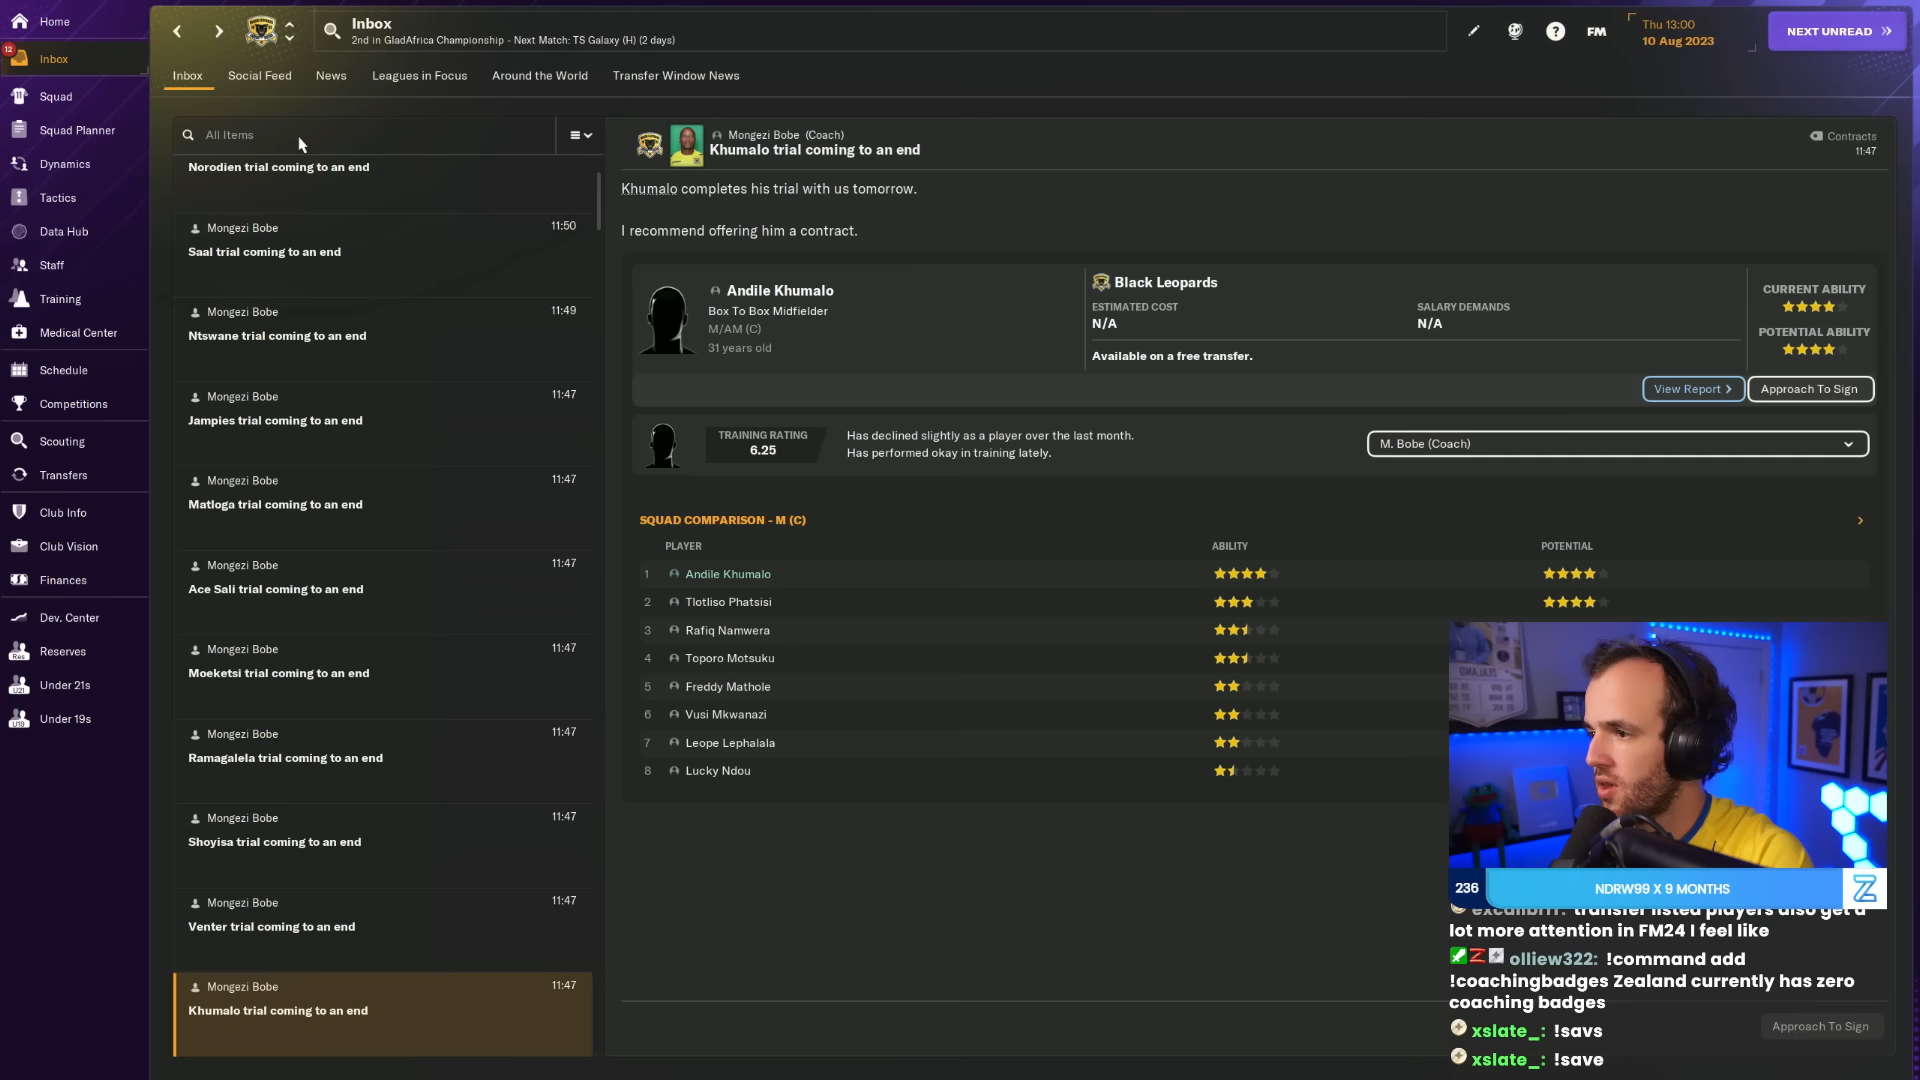 Home
12
Inbox
Squad
Squad Planner
Dynamics
Tactics
Data Hub
Staff
Training
Medical Center
Schedule
Competitions
Scouting
Transfers
Club Info
Club Vision
Finances
Dev. Center
Reserves
Under 21s
Under 19s
Inbox
2nd in GladAfrica Championship - Next Match: TS Galaxy (H) (2 days)
FM
Thu 13:00
10 Aug 2023
NEXT UNREAD
Inbox
Social Feed
News
Leagues in Focus
Around the World
Transfer Window News
All Items
Norodien trial coming to an end
Mongezi Bobe 11:50
Saal trial coming to an end
Mongezi Bobe 11:49
Ntswane trial coming to an end
Mongezi Bobe 11:47
Jampies trial coming to an end
Mongezi Bobe 11:47
Matloga trial coming to an end
Mongezi Bobe 11:47
Ace Sali trial coming to an end
Mongezi Bobe 11:47
Moeketsi trial coming to an end
Mongezi Bobe 11:47
Ramagalela trial coming to an end
Mongezi Bobe 11:47
Shoyisa trial coming to an end
Mongezi Bobe 11:47
Venter trial coming to an end
Mongezi Bobe 11:47
Khumalo trial coming to an end
Mongezi Bobe (Coach)
Khumalo trial coming to an end
Contracts
11:47
Khumalo completes his trial with us tomorrow.
I recommend offering him a contract.
Andile Khumalo
Box To Box Midfielder
M/AM (C)
31 years old
Black Leopards
ESTIMATED COST
N/A
SALARY DEMANDS
N/A
Available on a free transfer.
CURRENT ABILITY
POTENTIAL ABILITY
View Report
Approach To Sign
TRAINING RATING
6.25
Has declined slightly as a player over the last month.
Has performed okay in training lately.
M. Bobe (Coach)
SQUAD COMPARISON - M (C)
PLAYER ABILITY POTENTIAL
1 Andile Khumalo
2 Tlotliso Phatsisi
3 Rafiq Namwera
4 Toporo Motsuku
5 Freddy Mathole
6 Vusi Mkwanazi
7 Leope Lephalala
8 Lucky Ndou
236 NDRW99 X 9 MONTHS
transfer listed players also get a
lot more attention in FM24 I feel like
olliew322: !command add
!coachingbadges Zealand currently has zero
coaching badges
xslate_: !savs
xslate_: !save
Approach To Sign